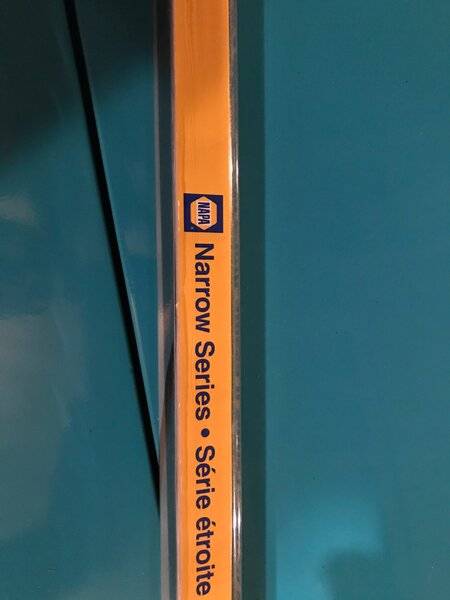 NAPA
Narrow Series • Série étroite